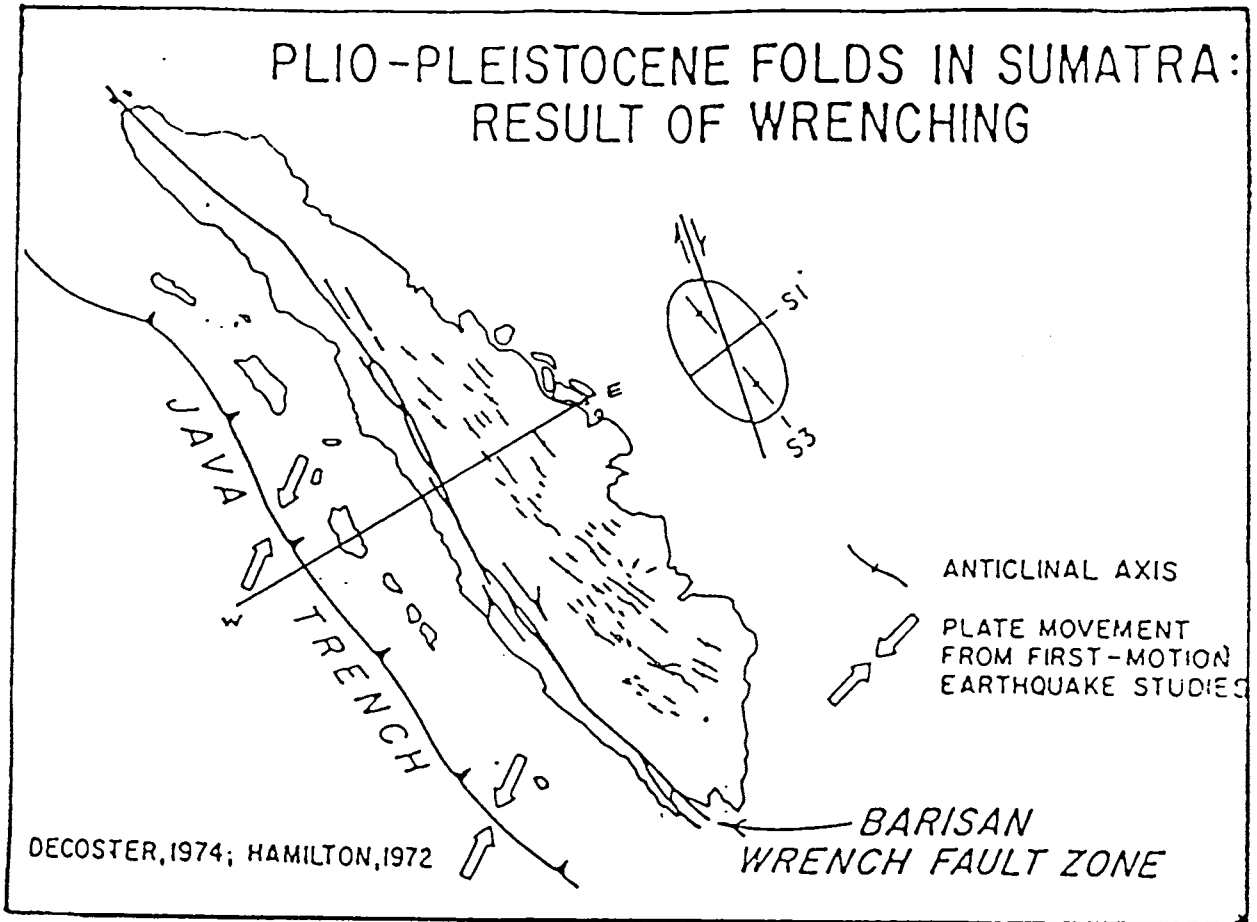 PLIO-PLEISTOCENE FOLDS IN SUMATRA:
RESULT OF WRENCHING
S1
S3
E
W
JAVA
TRENCH
ANTICLINAL AXIS
PLATE MOVEMENT
FROM FIRST-MOTION
EARTHQUAKE STUDIES
BARISAN
WRENCH FAULT ZONE
DECOSTER,1974; HAMILTON,1972